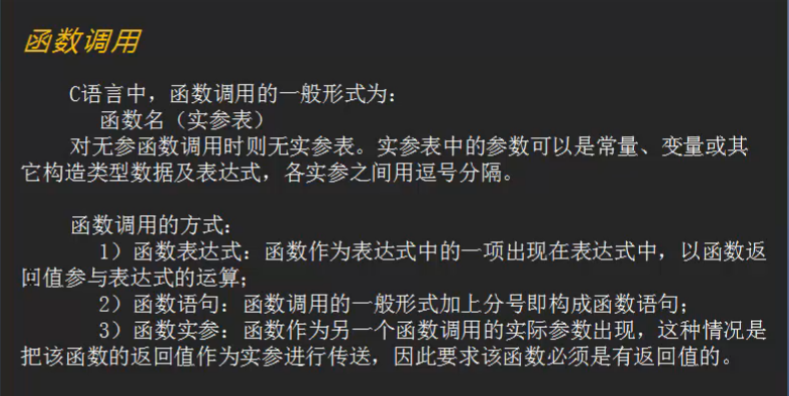 函数调用
C语言中，函数调用的一般形式为：
函数名（实参表）
对无参函数调用时则无实参表。实参表中的参数可以是常量、变量或其
它构造类型数据及表达式，各实参之间用逗号分隔。
函数调用的方式：
1）函数表达式：函数作为表达式中的一项出现在表达式中，以函数返
回值参与表达式的运算；
2）函数语句：函数调用的一般形式加上分号即构成函数语句；
3）函数实参：函数作为另一个函数调用的实际参数出现，这种情况是
把该函数的返回值作为实参进行传送，因此要求该函数必须是有返回值的。